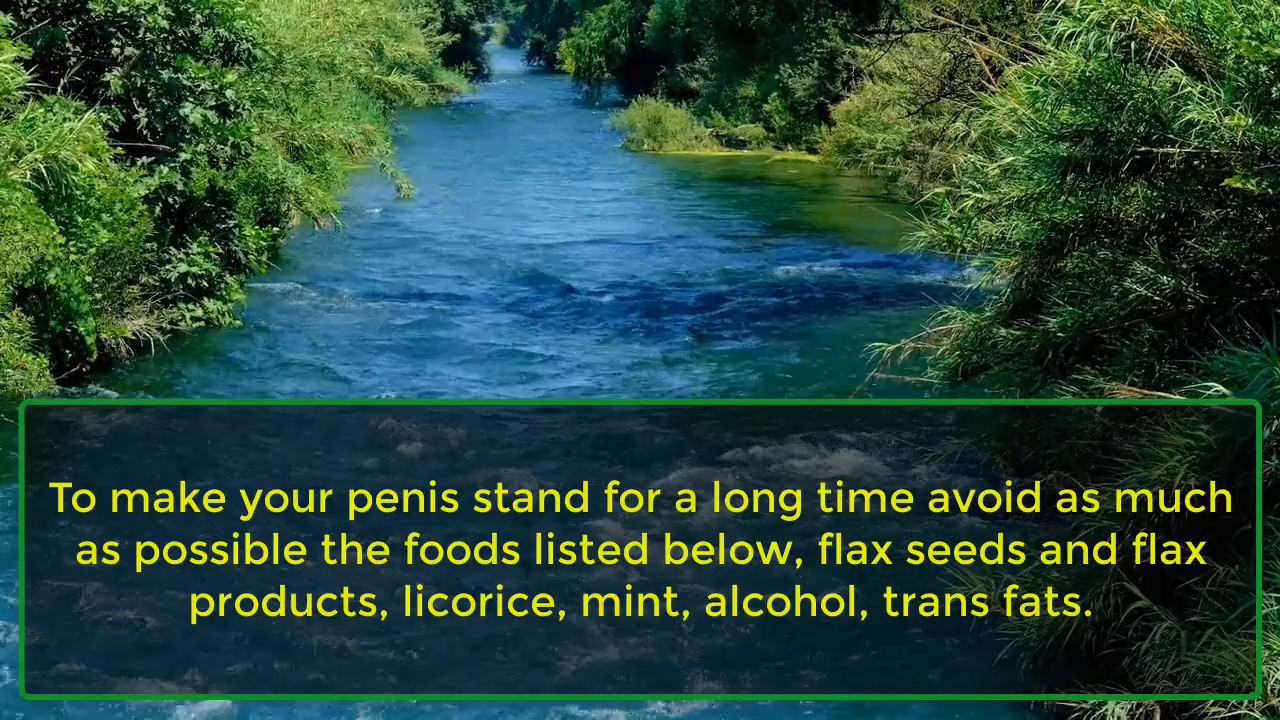 To make your penis stand for a long time avoid as much
as possible the foods listed below, flax seeds and flax
products, licorice, mint, alcohol, trans fats.